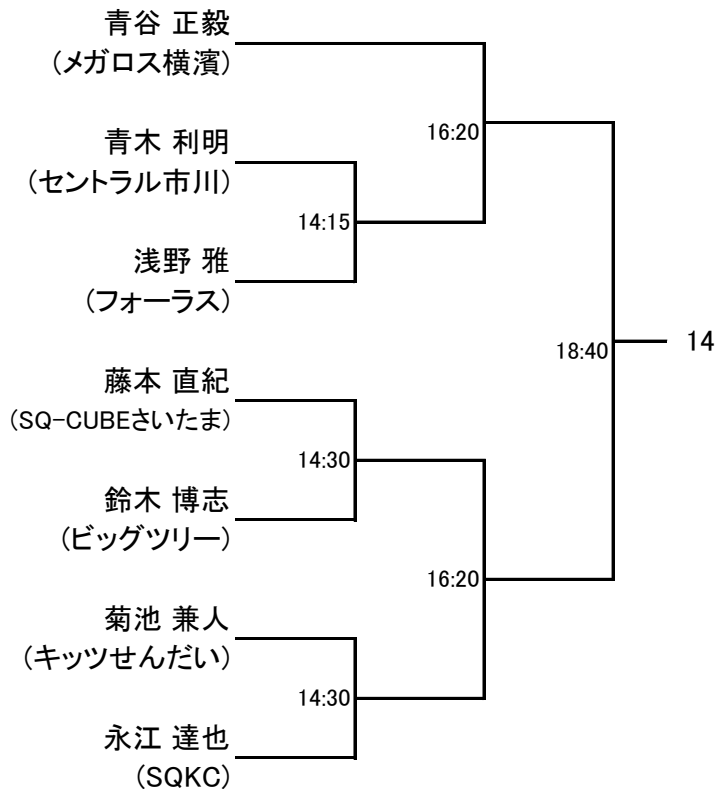 青谷 正毅
(メガロス横濱)
16:20
青木 利明
(セントラル市川)
14:15
浅野 雅
(フォーラス)
18:40
14
藤本 直紀
(SQ-CUBEさいたま)
14:30
鈴木 博志
(ビッグツリー)
16:20
菊池 兼人
(キッツせんだい)
14:30
永江 達也
(SQKC)